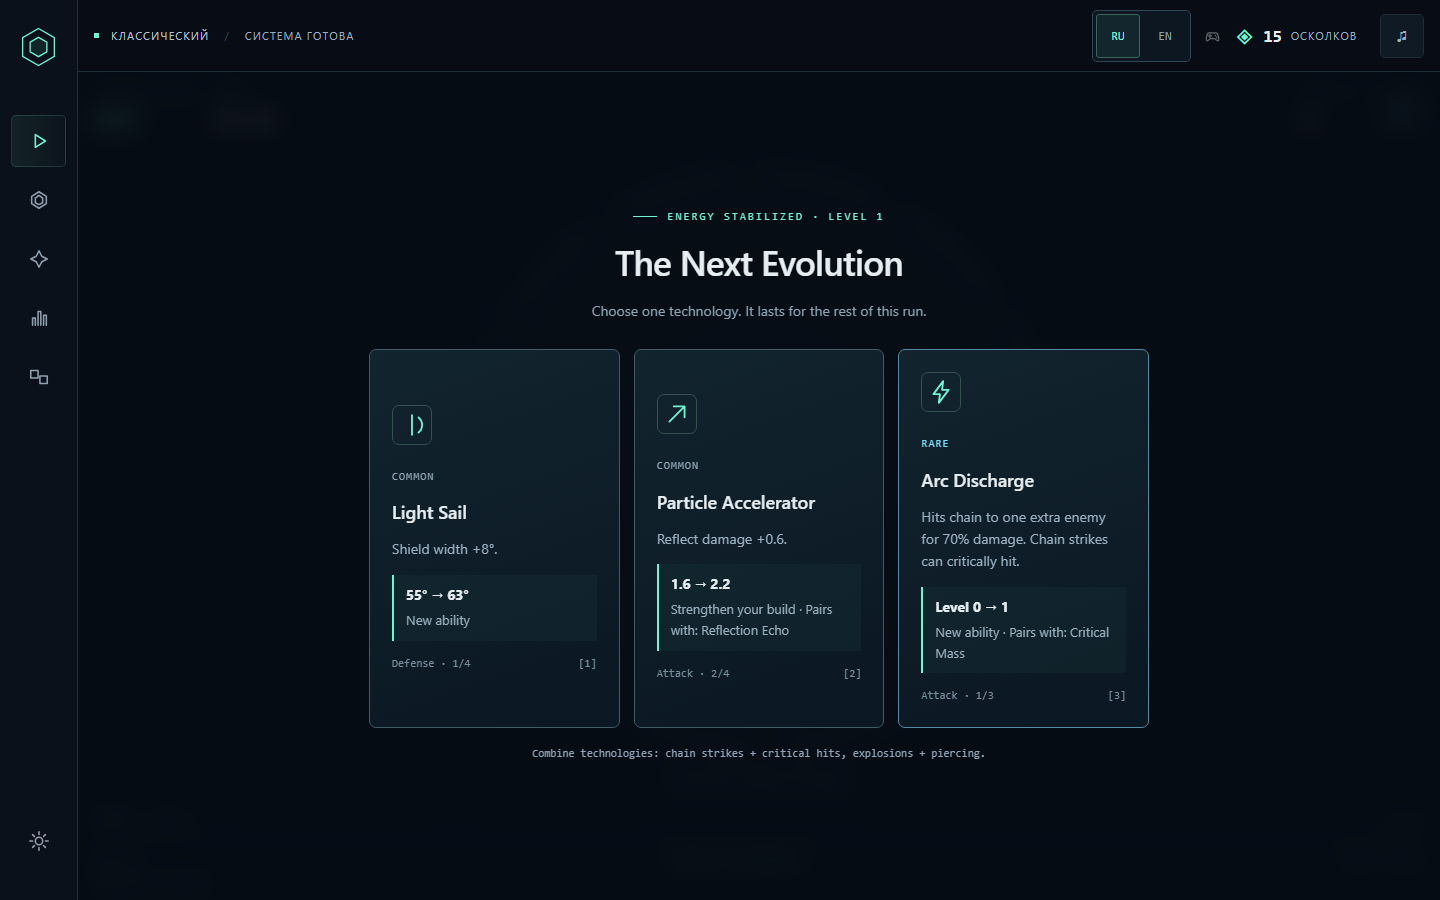 КЛАССИЧЕСКИЙ / СИСТЕМА ГОТОВА
RU EN 15 ОСКОЛКОВ
ENERGY STABILIZED · LEVEL 1
The Next Evolution
Choose one technology. It lasts for the rest of this run.
COMMON
Light Sail
Shield width +8°.
55° → 63°
New ability
Defense · 1/4 [1]
COMMON
Particle Accelerator
Reflect damage +0.6.
1.6 → 2.2
Strengthen your build · Pairs
with: Reflection Echo
Attack · 2/4 [2]
RARE
Arc Discharge
Hits chain to one extra enemy
for 70% damage. Chain strikes
can critically hit.
Level 0 → 1
New ability · Pairs with: Critical
Mass
Attack · 1/3 [3]
Combine technologies: chain strikes + critical hits, explosions + piercing.